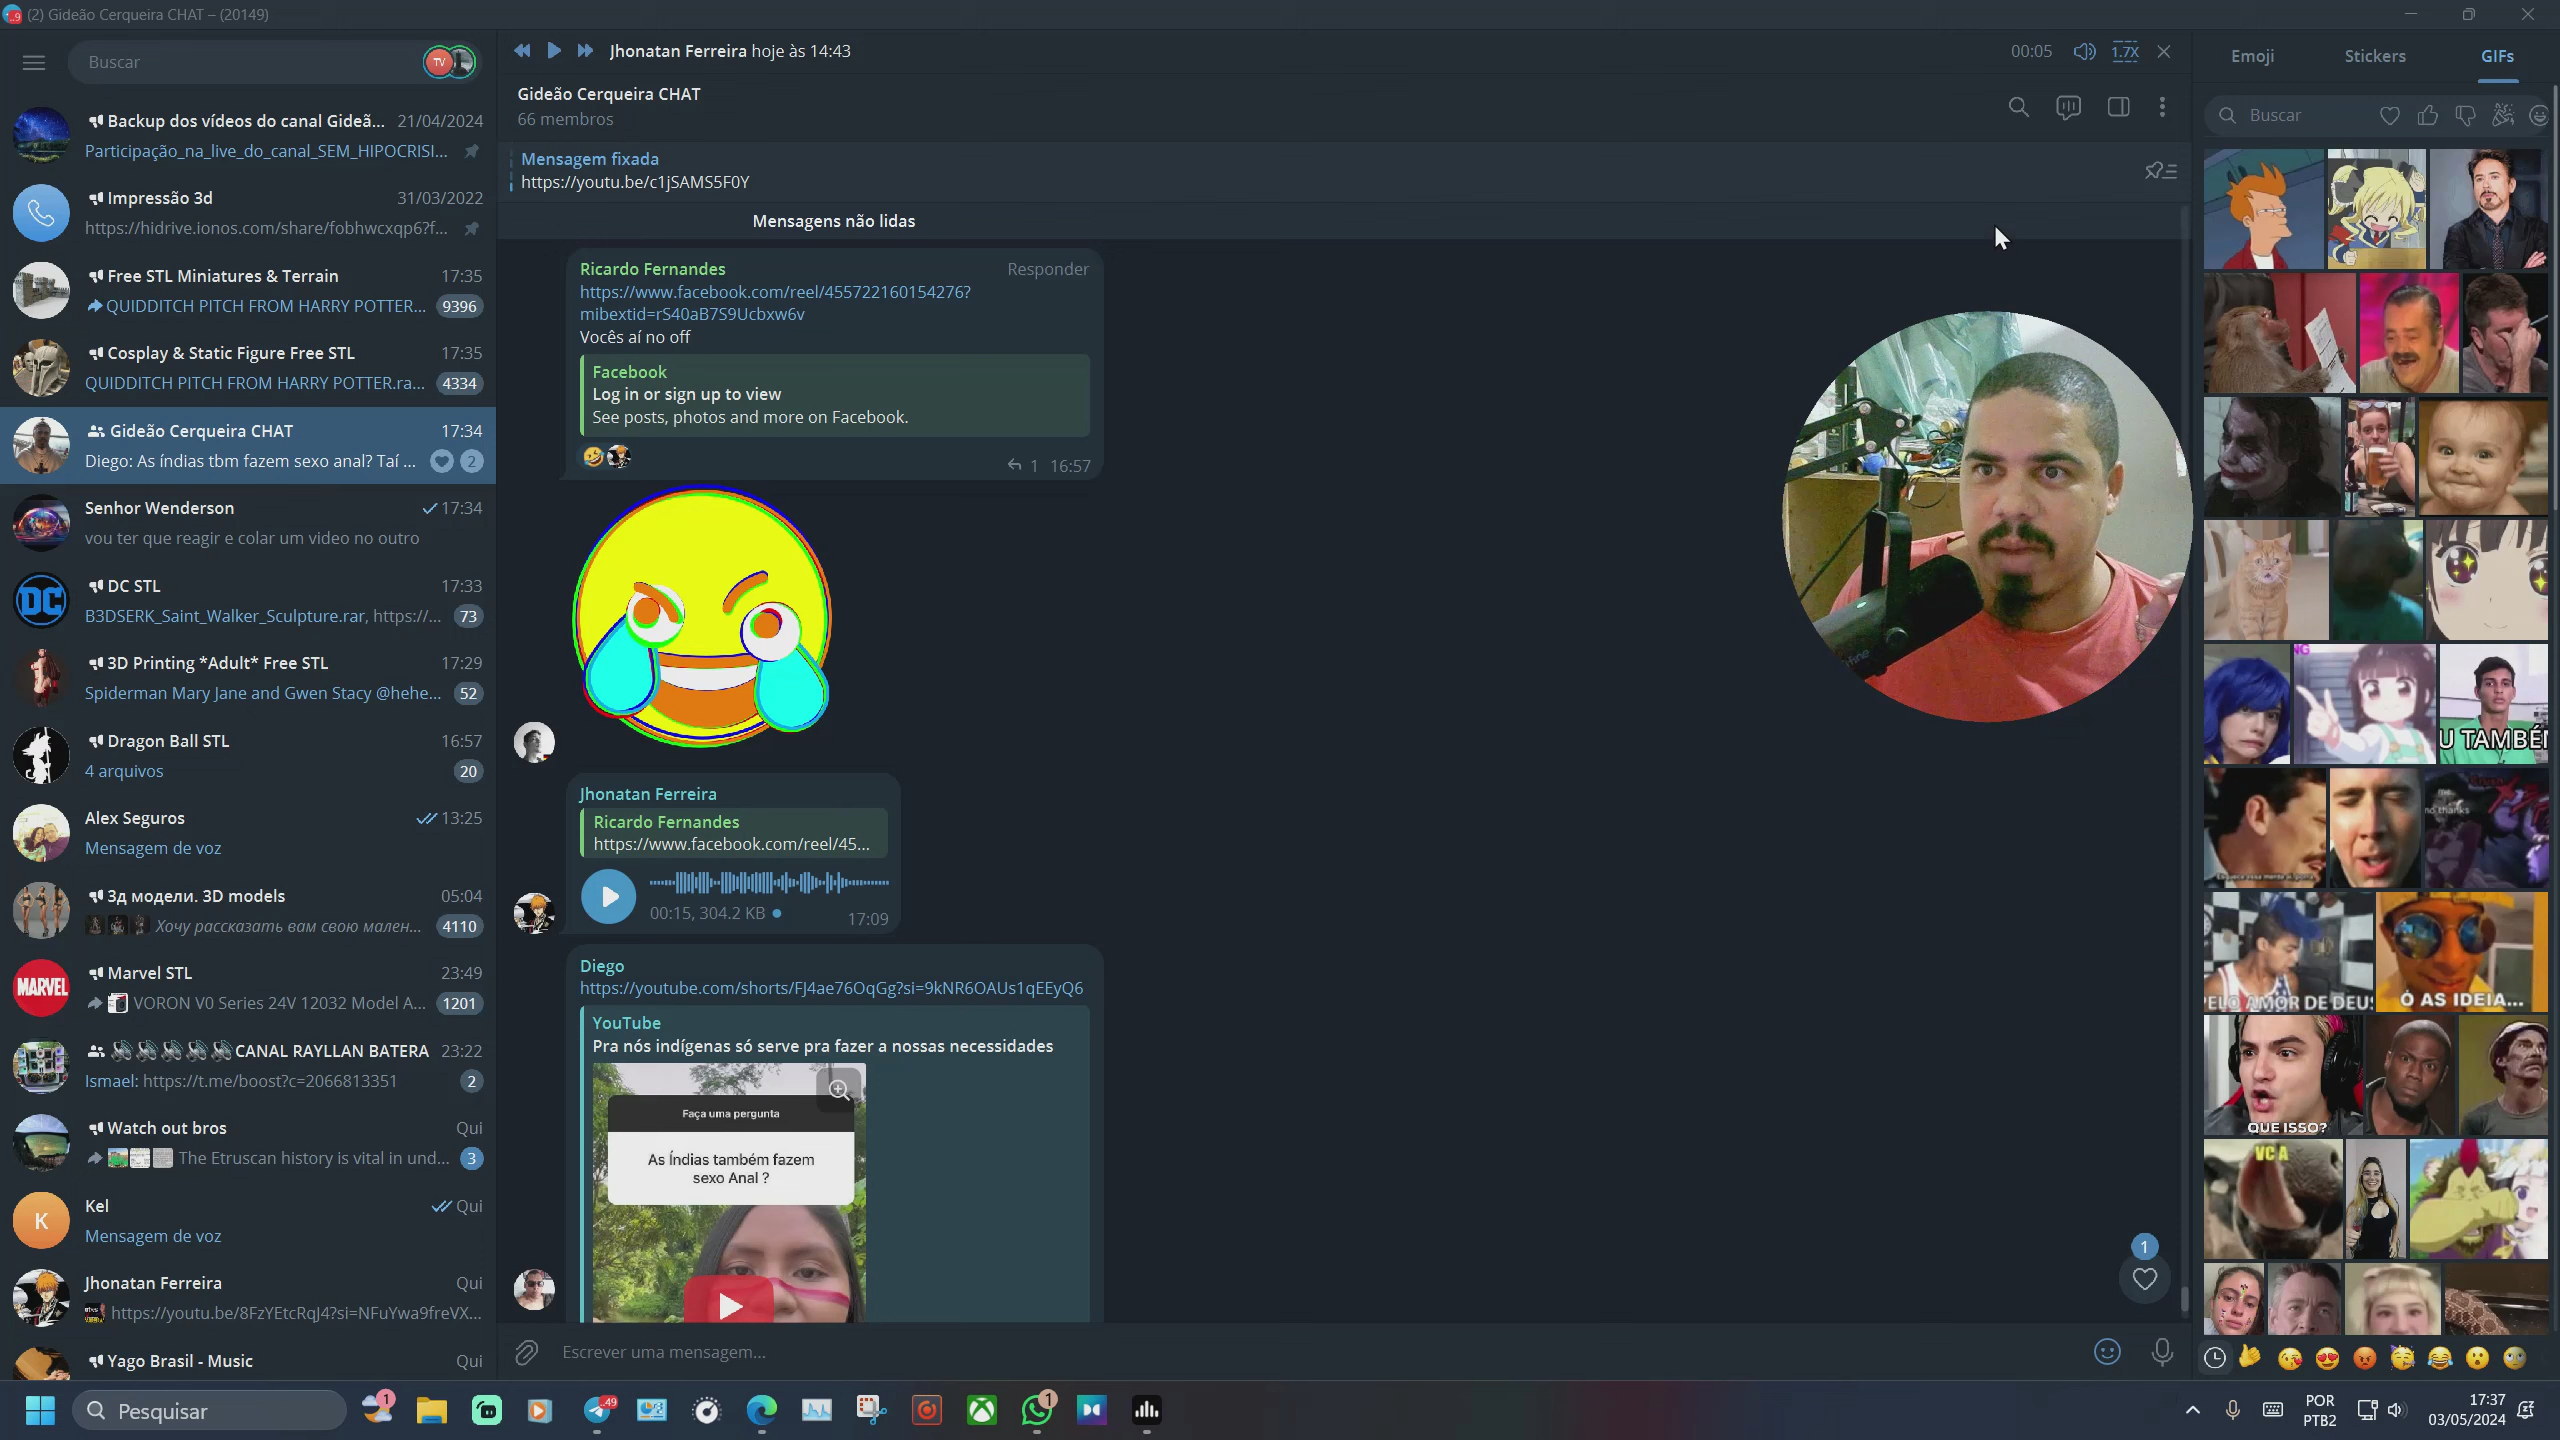 (2) Gideão Cerqueira CHAT – (20149)
Buscar
TV
Backup dos vídeos do canal Gideã... 21/04/2024
Participação_na_live_do_canal_SEM_HIPOCRISI...
Impressão 3d 31/03/2022
https://hidrive.ionos.com/share/fobhwcxqp6?f...
Free STL Miniatures & Terrain 17:35
QUIDDITCH PITCH FROM HARRY POTTER... 9396
Cosplay & Static Figure Free STL 17:35
QUIDDITCH PITCH FROM HARRY POTTER.ra... 4334
Gideão Cerqueira CHAT 17:34
Diego: As índias tbm fazem sexo anal? Taí ... 2
Senhor Wenderson 17:34
vou ter que reagir e colar um video no outro
DC
DC STL 17:33
B3DSERK_Saint_Walker_Sculpture.rar, https://... 73
3D Printing *Adult* Free STL 17:29
Spiderman Mary Jane and Gwen Stacy @hehe... 52
Dragon Ball STL 16:57
4 arquivos 20
Alex Seguros 13:25
Mensagem de voz
3д модели. 3D models 05:04
Хочу рассказать вам свою мален... 4110
MARVEL
Marvel STL 23:49
VORON V0 Series 24V 12032 Model A... 1201
CANAL RAYLLAN BATERA 23:22
Ismael: https://t.me/boost?c=2066813351 2
Watch out bros Qui
The Etruscan history is vital in und... 3
K
Kel Qui
Mensagem de voz
Jhonatan Ferreira Qui
https://youtu.be/8FzYEtcRqJ4?si=NFuYwa9freVX...
Yago Brasil - Music Qui
Jhonatan Ferreira hoje às 14:43
00:05 1.7X
Gideão Cerqueira CHAT
66 membros
Mensagem fixada
https://youtu.be/c1jSAMS5F0Y
Mensagens não lidas
Ricardo Fernandes Responder
https://www.facebook.com/reel/455722160154276?
mibextid=rS40aB7S9Ucbxw6v
Vocês aí no off
Facebook
Log in or sign up to view
See posts, photos and more on Facebook.
1 16:57
Jhonatan Ferreira
Ricardo Fernandes
https://www.facebook.com/reel/45...
00:15, 304.2 KB
17:09
Diego
https://youtube.com/shorts/FJ4ae76OqGg?si=9kNR6OAUs1qEEyQ6
YouTube
Pra nós indígenas só serve pra fazer a nossas necessidades
Faça uma pergunta
As Índias também fazem
sexo Anal ?
1
Escrever uma mensagem...
Emoji Stickers GIFs
Buscar
U TAMBÉM
no thanks
PELO AMOR DE DEUS
Ó AS IDEIA...
QUE ISSO?
VC A
Pesquisar
1
.49
1
POR
PTB2
17:37
03/05/2024